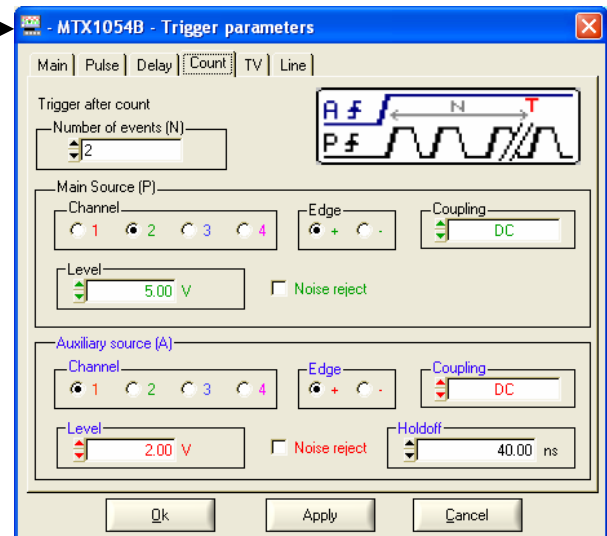 - MTX1054B - Trigger parameters
Main Pulse Delay Count TV Line
Trigger after count
Number of events (N)
2
A N T
P
Main Source (P)
Channel Edge Coupling
1 2 3 4 + - DC
Level
5.00 V Noise reject
Auxiliary source (A)
Channel Edge Coupling
1 2 3 4 + - DC
Level Holdoff
2.00 V Noise reject 40.00 ns
Ok Apply Cancel